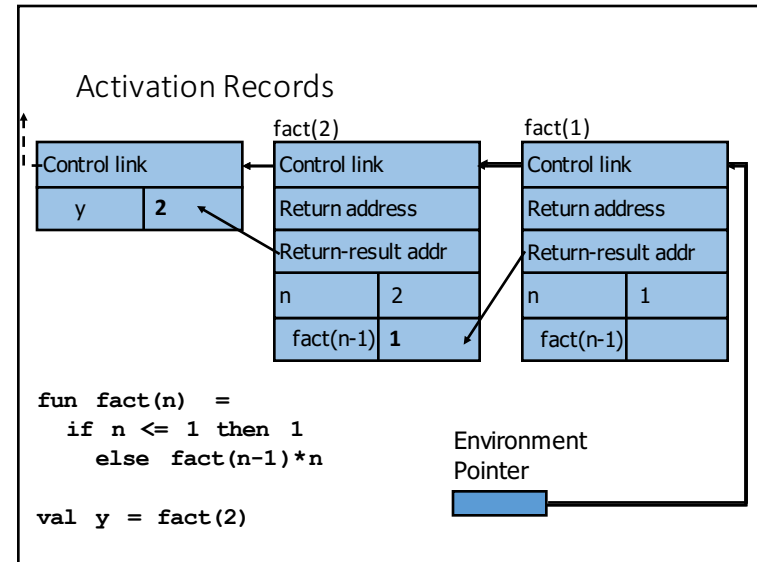 Activation Records
fact(2)
fact(1)
Control link
y 2
Control link
Return address
Return-result addr
n 2
fact(n-1) 1
Control link
Return address
Return-result addr
n 1
fact(n-1)
fun fact(n) =
if n <= 1 then 1
else fact(n-1)*n
val y = fact(2)
Environment
Pointer